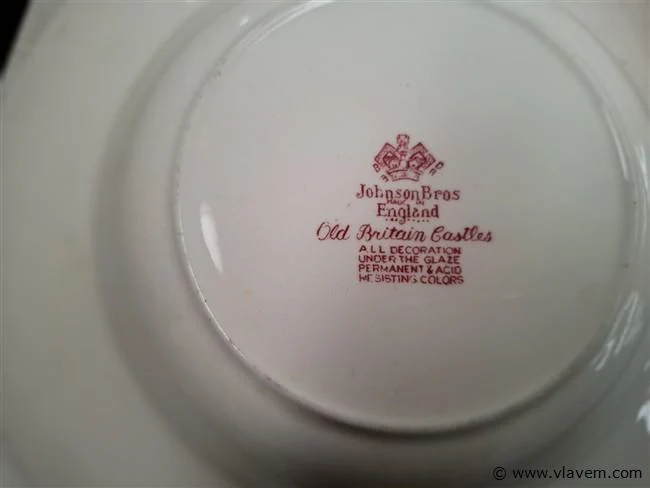 Johnson Bros
MADE IN
England
Old Britain Castles
ALL DECORATION
UNDER THE GLAZE
PERMANENT & ACID
RESISTING COLORS
© www.vlavem.com